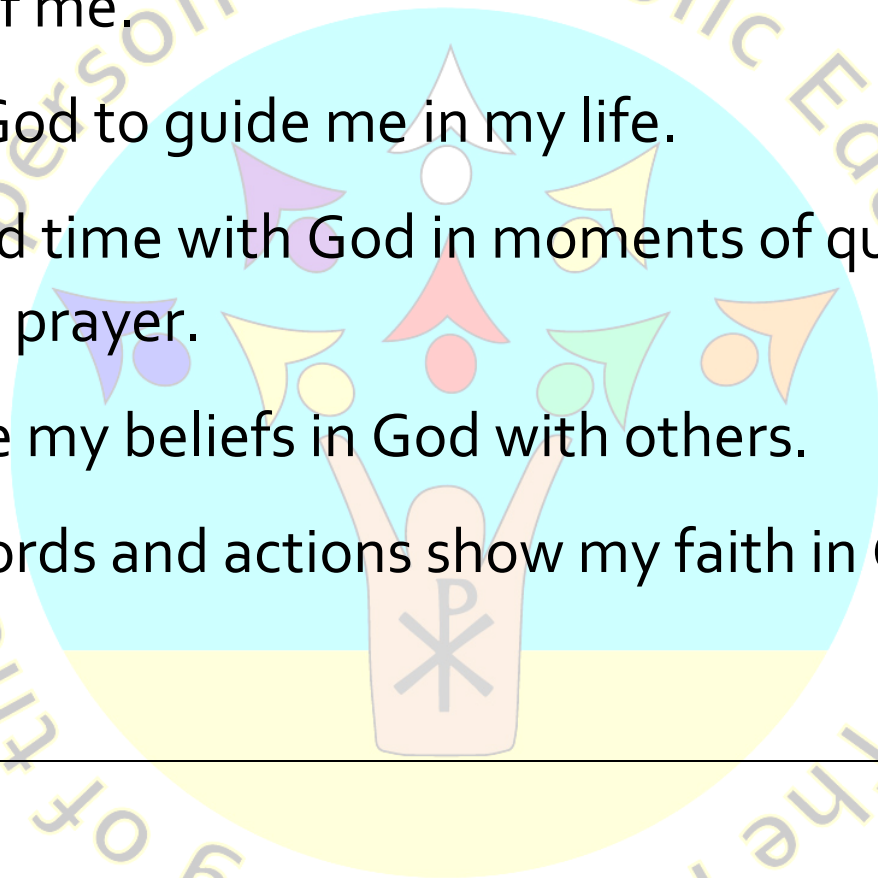 f me.
God to guide me in my life.
d time with God in moments of qu
prayer.
e my beliefs in God with others.
ords and actions show my faith in